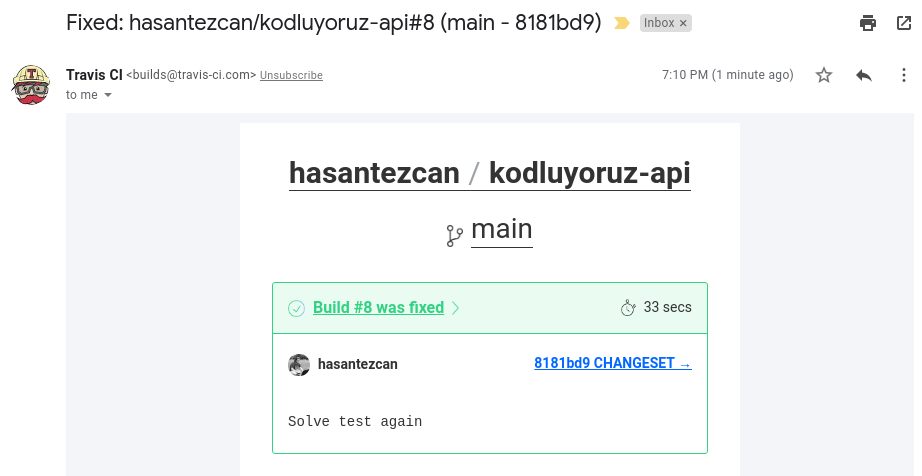 Fixed: hasantezcan/kodluyoruz-api#8 (main - 8181bd9) Inbox ×
Travis CI <builds@travis-ci.com> Unsubscribe 7:10 PM (1 minute ago)
to me
hasantezcan / kodluyoruz-api
main
Build #8 was fixed 33 secs
hasantezcan 8181bd9 CHANGESET →
Solve test again